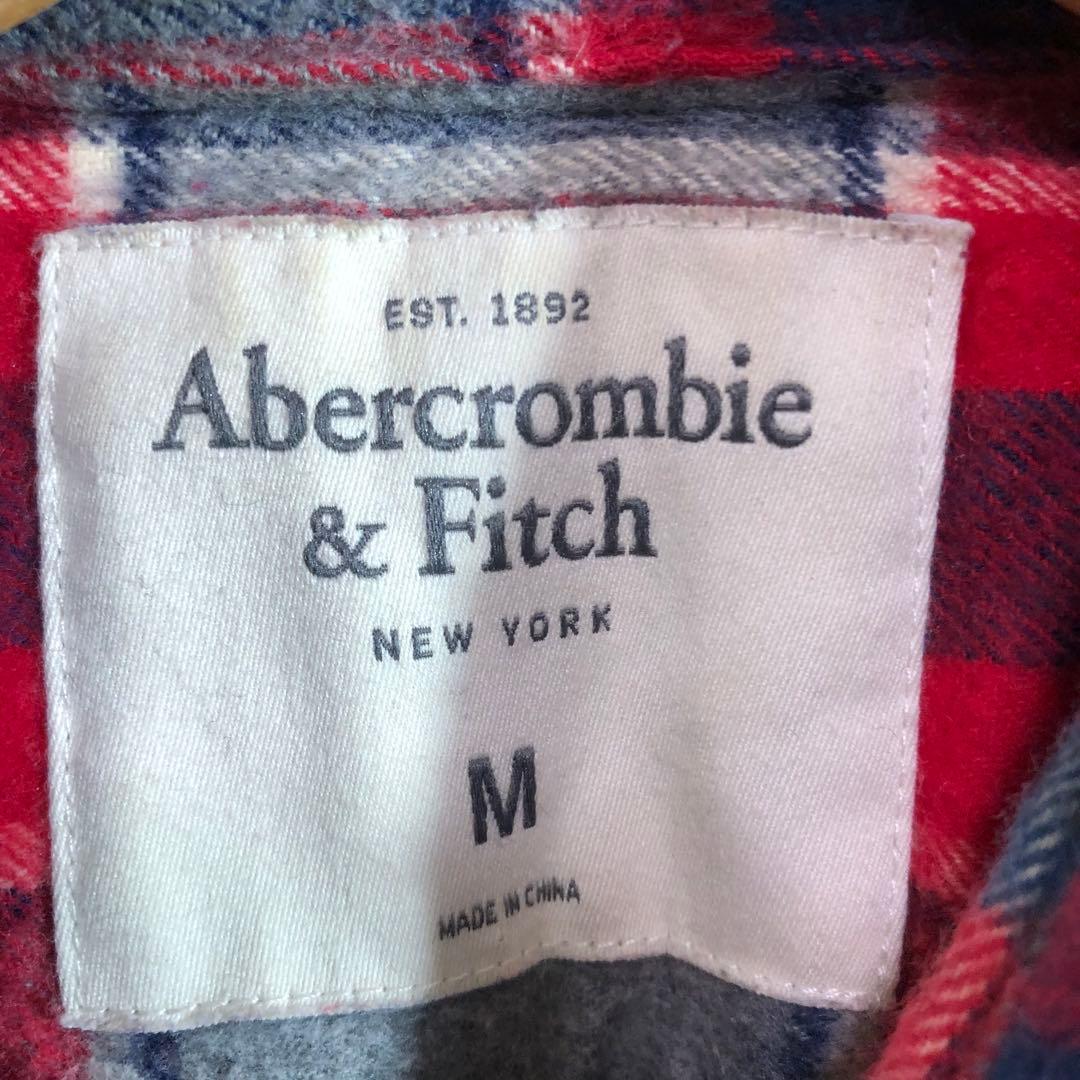 EST. 1892
Abercrombie
& Fitch
NEW YORK
M
MADE IN CHINA